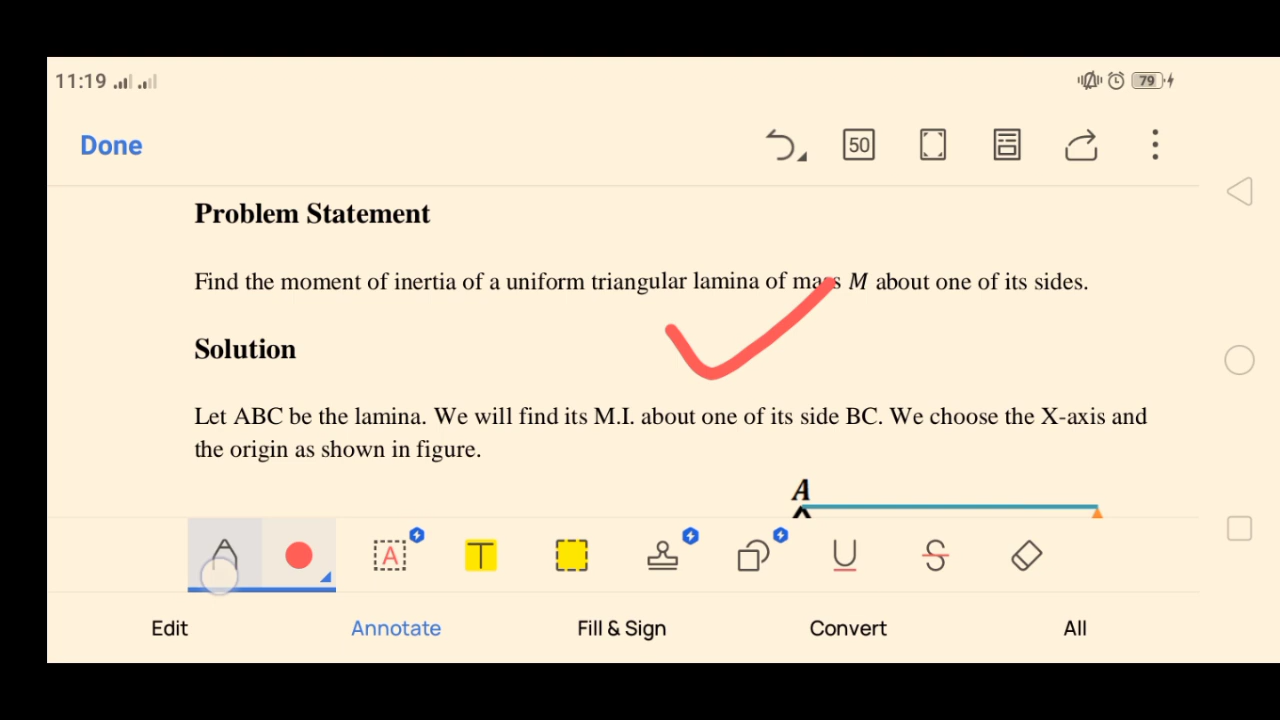 11:19
79
Done
50
Problem Statement
Find the moment of inertia of a uniform triangular lamina of mass M about one of its sides.
Solution
Let ABC be the lamina. We will find its M.I. about one of its side BC. We choose the X-axis and
the origin as shown in figure.
A
A
T
U
S
Edit
Annotate
Fill & Sign
Convert
All